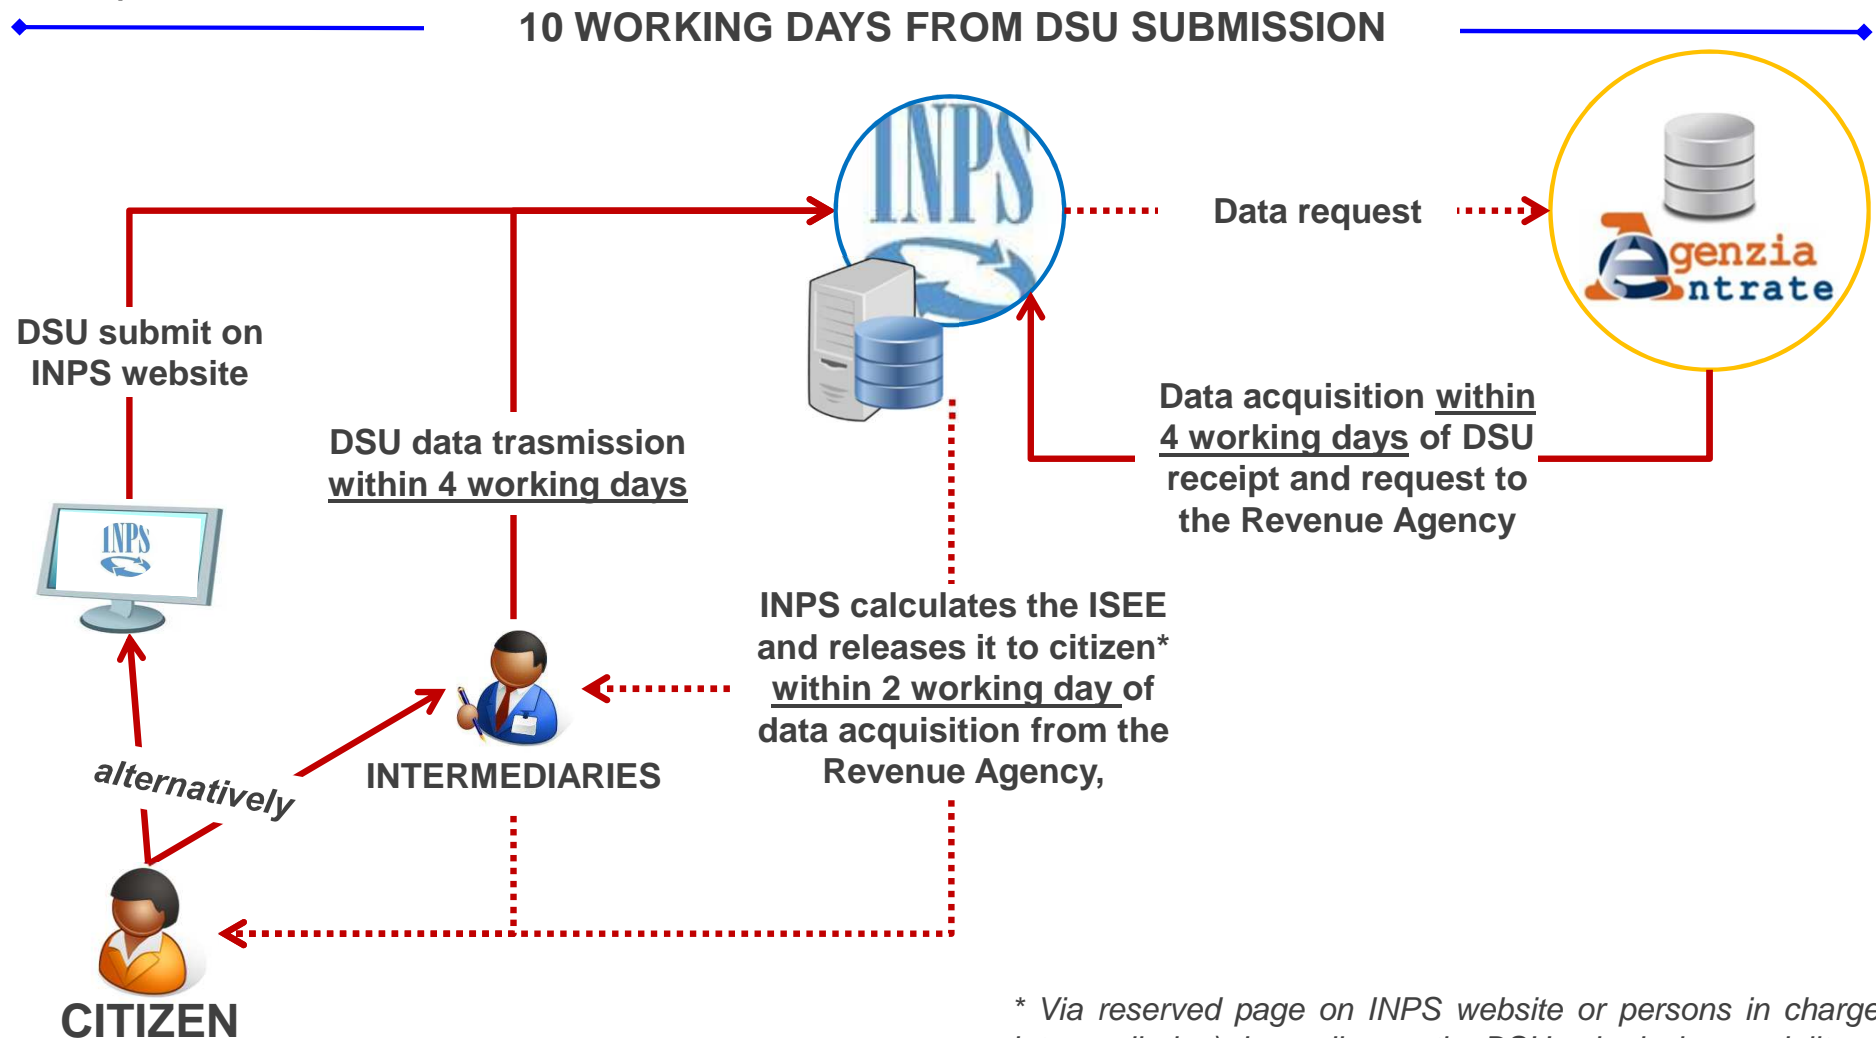 10 WORKING DAYS FROM DSU SUBMISSION
INPS
Data request
Agenzia
Entrate
DSU submit on
INPS website
DSU data trasmission
within 4 working days
Data acquisition within
4 working days of DSU
receipt and request to
the Revenue Agency
INPS
INPS calculates the ISEE
and releases it to citizen*
within 2 working day of
data acquisition from the
Revenue Agency,
alternatively
INTERMEDIARIES
CITIZEN
* Via reserved page on INPS website or persons in charge